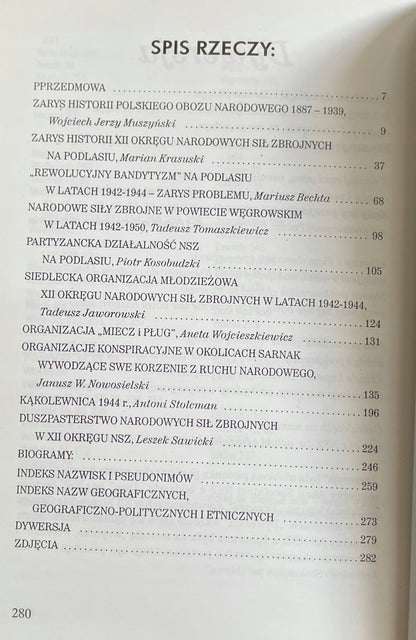 SPIS RZECZY:
PPRZEDMOWA ........ 7
ZARYS HISTORII POLSKIEGO OBOZU NARODOWEGO 1887 – 1939,
Wojciech Jerzy Muszyński ........ 9
ZARYS HISTORII XII OKRĘGU NARODOWYCH SIŁ ZBROJNYCH
NA PODLASIU, Marian Krasuski ........ 37
„REWOLUCYJNY BANDYTYZM” NA PODLASIU
W LATACH 1942-1944 – ZARYS PROBLEMU, Mariusz Bechta ........ 68
NARODOWE SIŁY ZBROJNE W POWIECIE WĘGROWSKIM
W LATACH 1942-1950, Tadeusz Tomaszkiewicz ........ 98
PARTYZANCKA DZIAŁALNOŚĆ NSZ
NA PODLASIU, Piotr Kosobudzki ........ 105
SIEDLECKA ORGANIZACJA MŁODZIEŻOWA
XII OKRĘGU NARODOWYCH SIŁ ZBROJNYCH W LATACH 1942-1944,
Tadeusz Jaworowski ........ 124
ORGANIZACJA „MIECZ i PŁUG”, Aneta Wojcieszkiewicz ........ 131
ORGANIZACJE KONSPIRACYJNE W OKOLICACH SARNAK
WYWODZĄCE SWE KORZENIE Z RUCHU NARODOWEGO,
Janusz W. Nowosielski ........ 135
KĄKOLEWNICA 1944 r., Antoni Stolcman ........ 196
DUSZPASTERSTWO NARODOWYCH SIŁ ZBROJNYCH
W XII OKRĘGU NSZ, Leszek Sawicki ........ 224
BIOGRAMY: ........ 246
INDEKS NAZWISK I PSEUDONIMÓW ........ 259
INDEKS NAZW GEOGRAFICZNYCH,
GEOGRAFICZNO-POLITYCZNYCH I ETNICZNYCH ........ 273
DYWERSJA ........ 279
ZDJĘCIA ........ 282
280